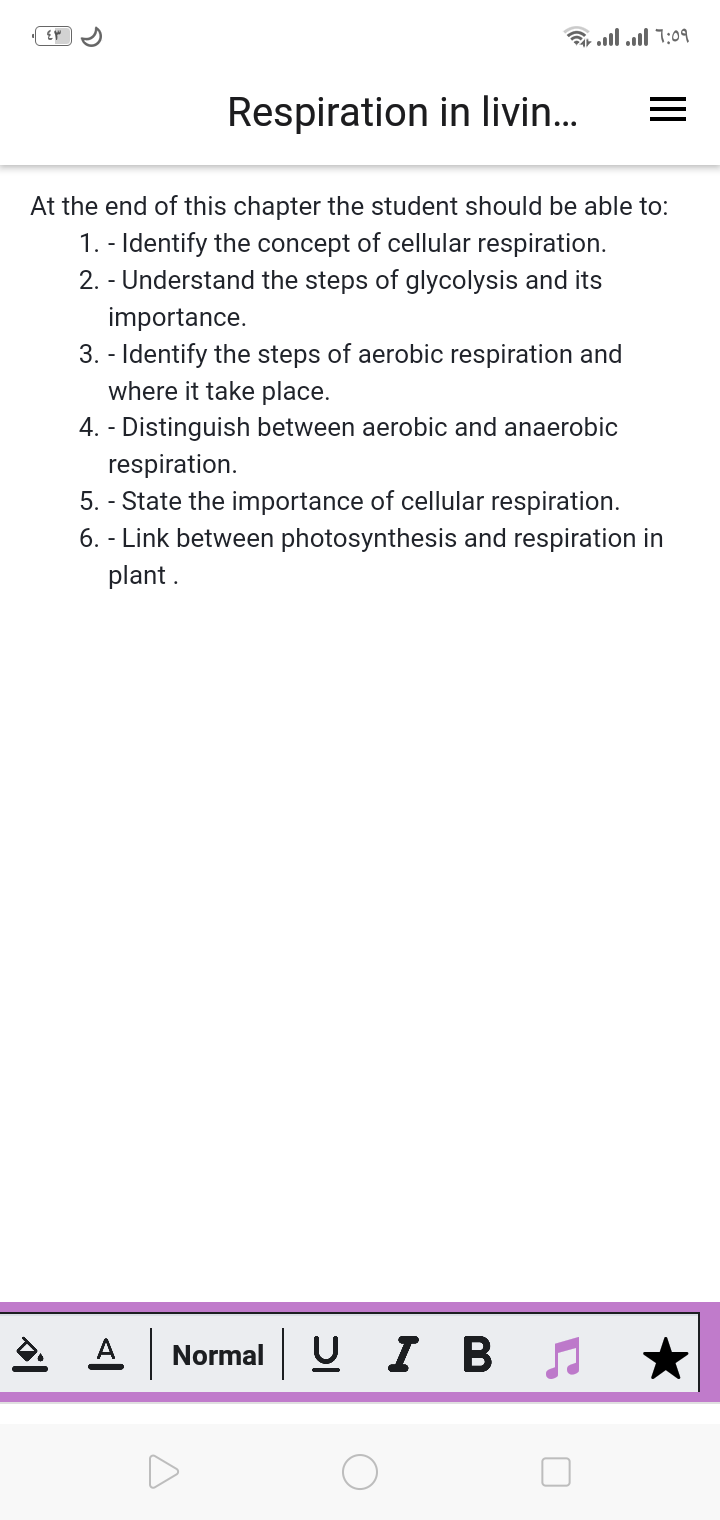 ٤٣ ٦:٥٩
Respiration in livin...
At the end of this chapter the student should be able to:
1. - Identify the concept of cellular respiration.
2. - Understand the steps of glycolysis and its
importance.
3. - Identify the steps of aerobic respiration and
where it take place.
4. - Distinguish between aerobic and anaerobic
respiration.
5. - State the importance of cellular respiration.
6. - Link between photosynthesis and respiration in
plant .
A Normal U I B